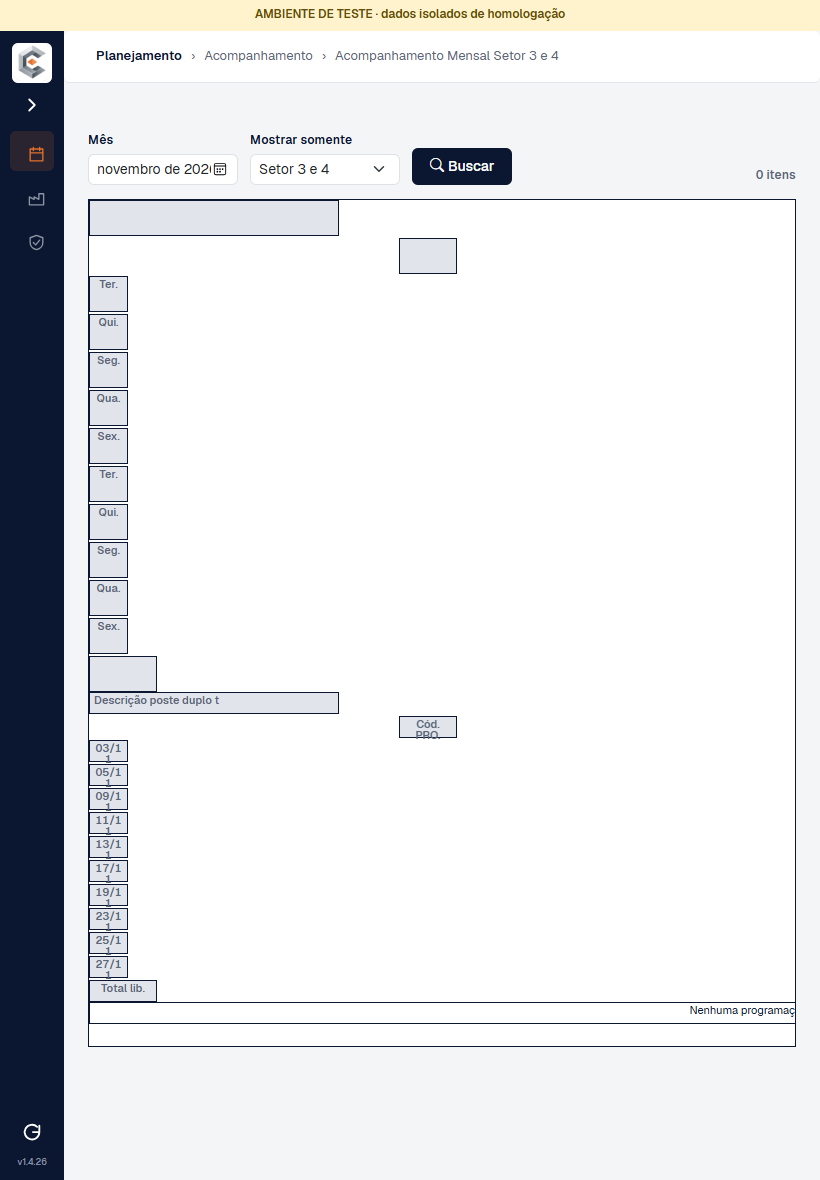 AMBIENTE DE TESTE · dados isolados de homologação
Planejamento › Acompanhamento › Acompanhamento Mensal Setor 3 e 4
Mês
Mostrar somente
novembro de 202
Setor 3 e 4
Buscar
0 itens
Ter.
Qui.
Seg.
Qua.
Sex.
Ter.
Qui.
Seg.
Qua.
Sex.
Descrição poste duplo t
Cód.
PRO.
03/1
1
05/1
1
09/1
1
11/1
1
13/1
1
17/1
1
19/1
1
23/1
1
25/1
1
27/1
1
Total lib.
Nenhuma programaç
v1.4.26